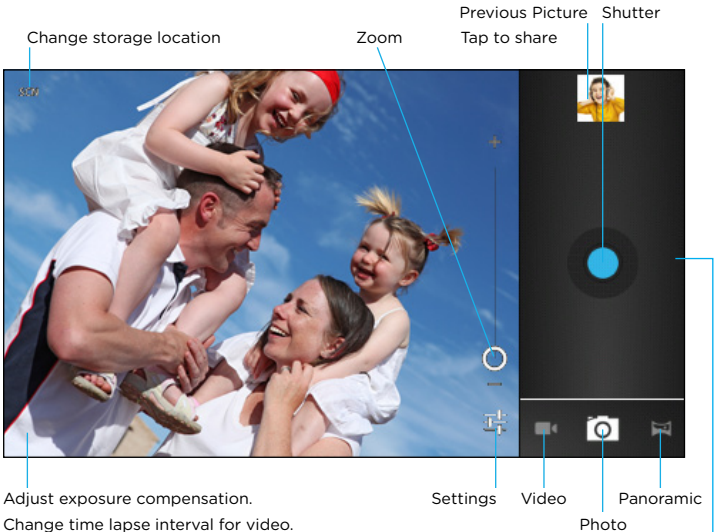 Previous Picture Shutter
Change storage location Zoom Tap to share
Adjust exposure compensation. Settings Video Panoramic
Change time lapse interval for video. Photo